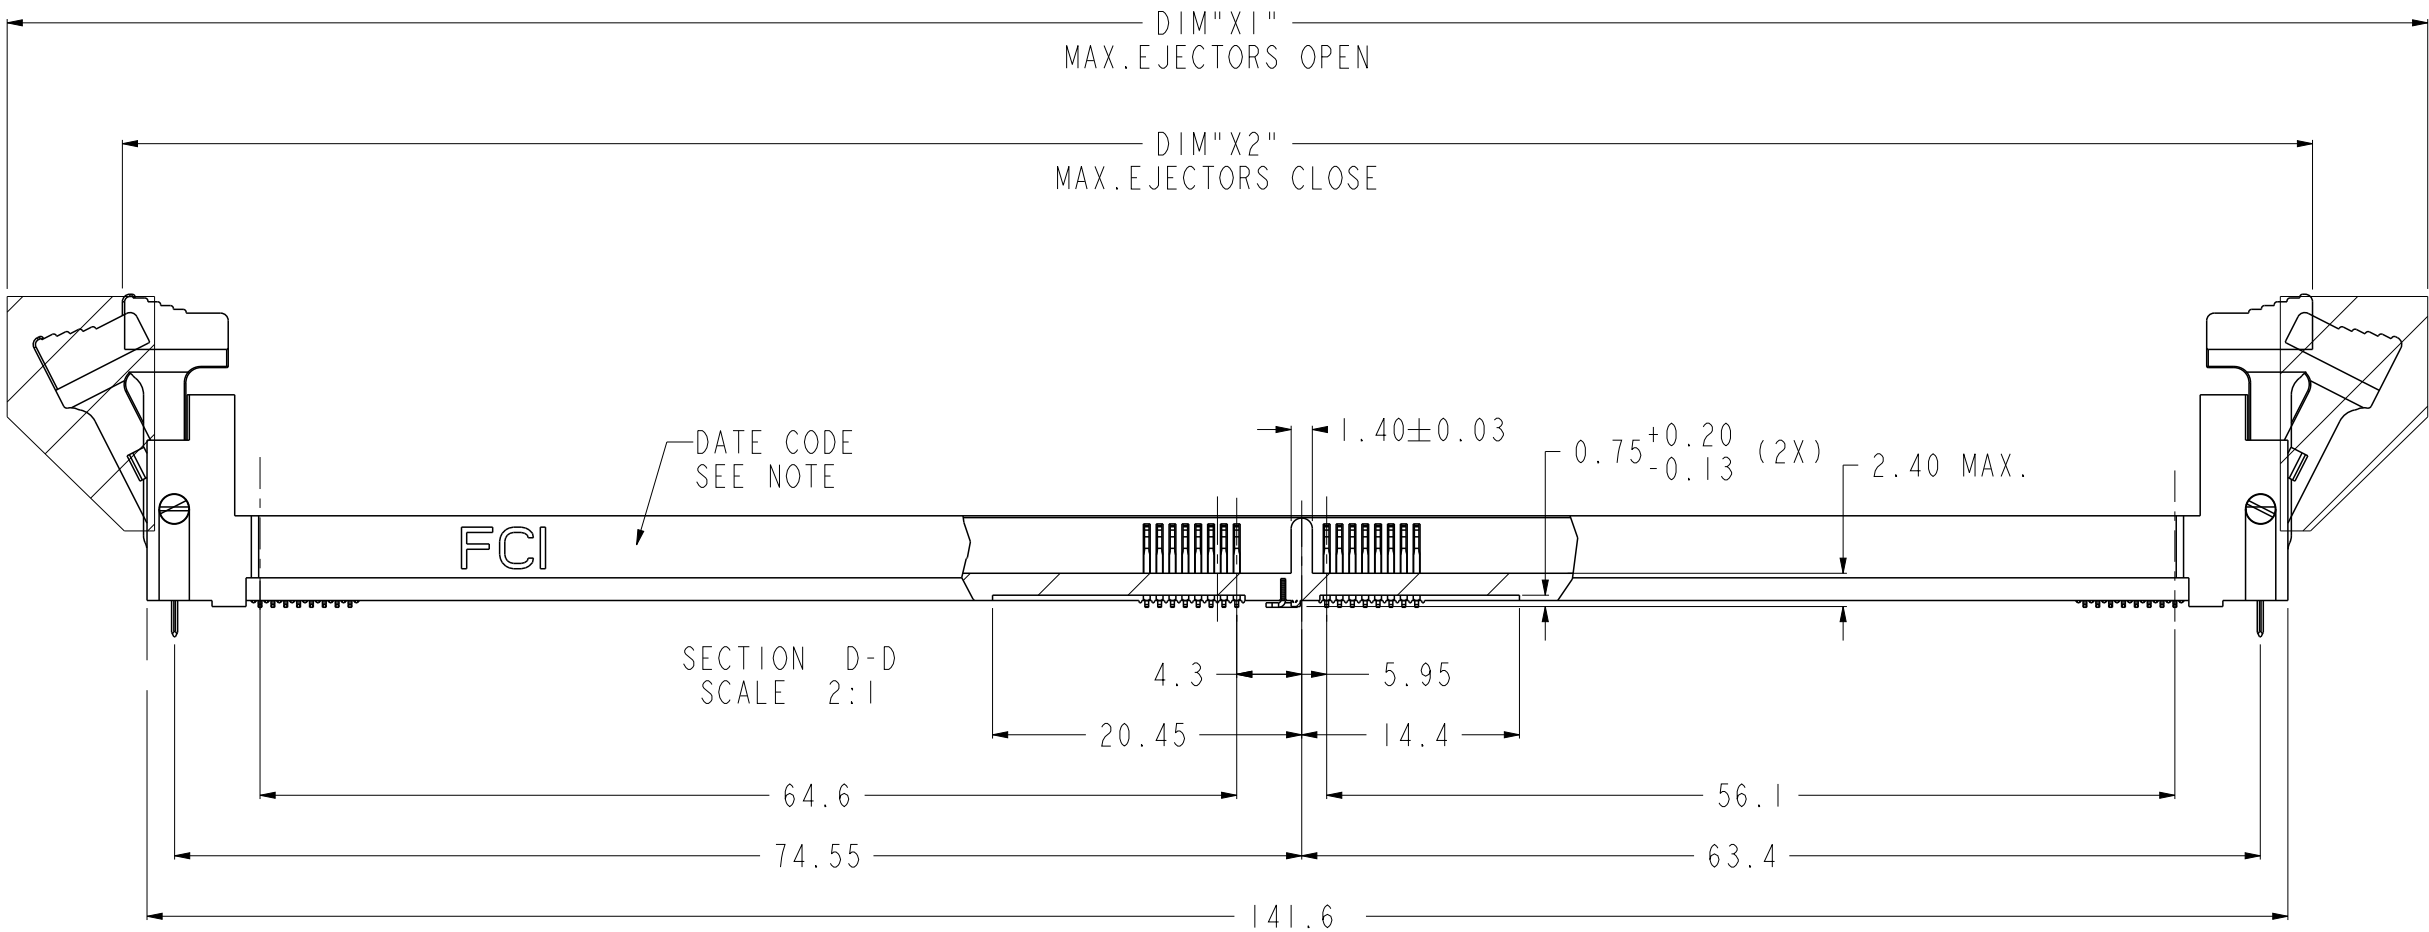 DIM"X1"
MAX.EJECTORS OPEN
DIM"X2"
MAX.EJECTORS CLOSE
DATE CODE
SEE NOTE
1.40±0.03
0.75 +0.20 -0.13 (2X)
2.40 MAX.
FCI
SECTION D-D
SCALE 2:1
4.3
5.95
20.45
14.4
64.6
56.1
74.55
63.4
141.6